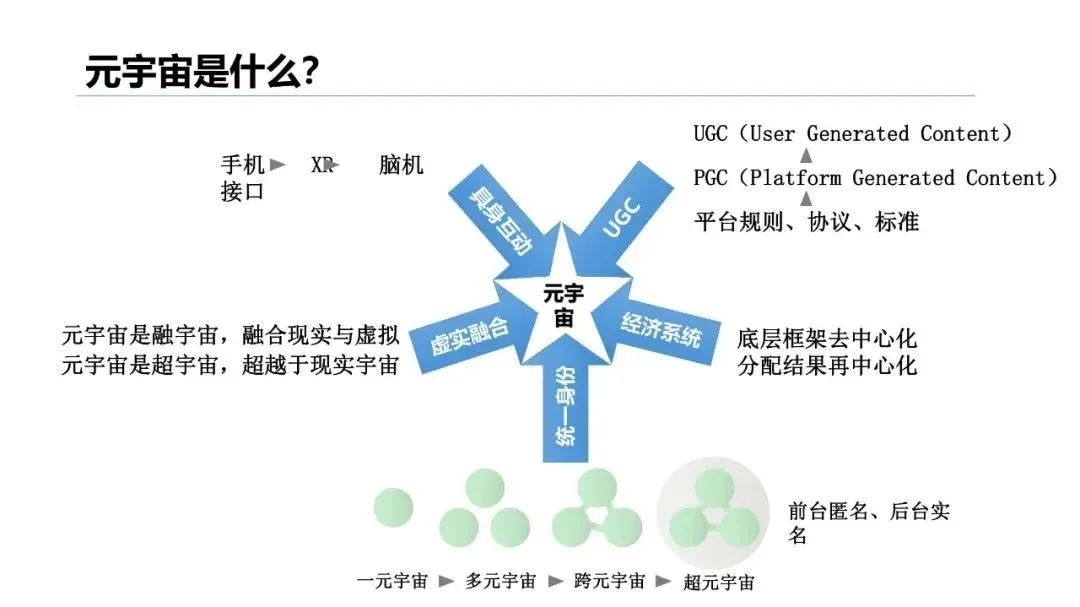 元宇宙是什么？
手机 XR 脑机
接口
UGC（User Generated Content）
PGC（Platform Generated Content）
平台规则、协议、标准
具身互动
UGC
元宇
宙
虚实融合
经济系统
统一身份
元宇宙是融宇宙，融合现实与虚拟
元宇宙是超宇宙，超越于现实宇宙
底层框架去中心化
分配结果再中心化
前台匿名、后台实
名
一元宇宙 多元宇宙 跨元宇宙 超元宇宙